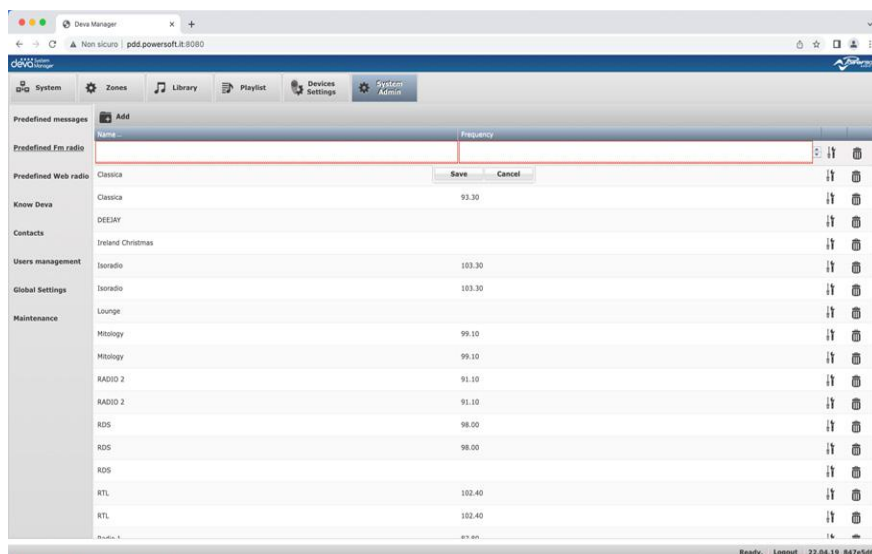 Deva Manager
Non sicuro | pdd.powersoft.it:8080
deva System Manager
System Zones Library Playlist Devices Settings System Admin
Predefined messages
Predefined Fm radio
Predefined Web radio
Know Deva
Contacts
Users management
Global Settings
Maintenance
Add
Name... Frequency
Save Cancel
Classica
Classica 93.30
DEEJAY
Ireland Christmas
Isoradio 103.30
Isoradio 103.30
Lounge
Mitology 99.10
Mitology 99.10
RADIO 2 91.10
RADIO 2 91.10
RDS 98.00
RDS 98.00
RDS
RTL 102.40
RTL 102.40
Ready. Logout 22.04.19_847e5d